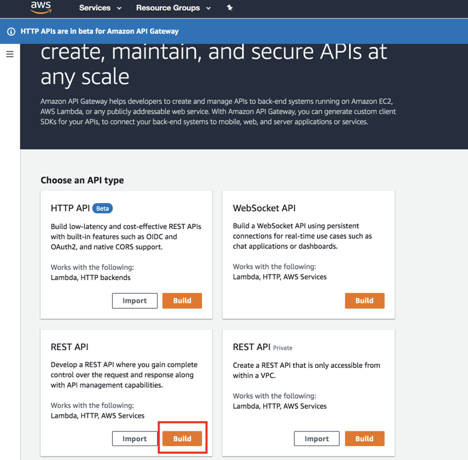 aws
Services
Resource Groups
HTTP APIs are in beta for Amazon API Gateway
create, maintain, and secure APIs at
any scale
Amazon API Gateway helps developers to create and manage APIs to back-end systems running on Amazon EC2,
AWS Lambda, or any publicly addressable web service. With Amazon API Gateway, you can generate custom
client SDKs for your APIs, to connect your back-end systems to mobile, web, and server applications or services.
Choose an API type
HTTP API Beta
Build low-latency and cost-effective REST APIs
with built-in features such as OIDC and
OAuth2, and native CORS support.
Works with the following:
Lambda, HTTP backends
Import
Build
WebSocket API
Build a WebSocket API using persistent
connections for real-time use cases such as
chat applications or dashboards.
Works with the following:
Lambda, HTTP, AWS Services
Build
REST API
Develop a REST API where you gain complete
control over the request and response along
with API management capabilities.
Works with the following:
Lambda, HTTP, AWS Services
Import
Build
REST API Private
Create a REST API that is only accessible from
within a VPC.
Works with the following:
Lambda, HTTP, AWS Services
Import
Build